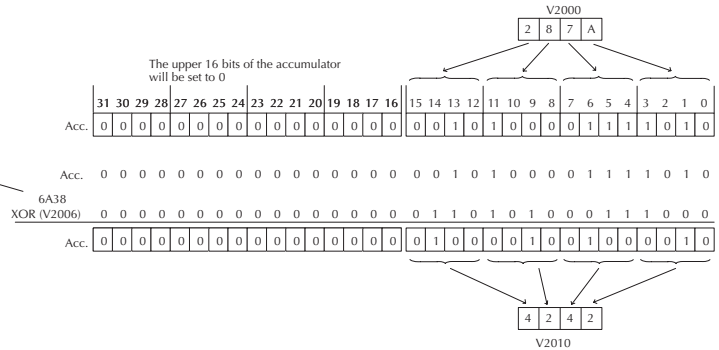 V2000
2 8 7 A
The upper 16 bits of the accumulator
will be set to 0
31 30 29 28 27 26 25 24 23 22 21 20 19 18 17 16 15 14 13 12 11 10 9 8 7 6 5 4 3 2 1 0
Acc. 0 0 0 0 0 0 0 0 0 0 0 0 0 0 0 0 0 0 1 0 1 0 0 0 0 1 1 1 1 0 1 0
Acc. 0 0 0 0 0 0 0 0 0 0 0 0 0 0 0 0 0 0 1 0 1 0 0 0 0 1 1 1 1 0 1 0
6A38
XOR (V2006) 0 0 0 0 0 0 0 0 0 0 0 0 0 0 0 0 0 1 1 0 1 0 1 0 0 0 1 1 1 0 0 0
Acc. 0 0 0 0 0 0 0 0 0 0 0 0 0 0 0 0 0 1 0 0 0 0 1 0 0 1 0 0 0 0 1 0
4 2 4 2
V2010